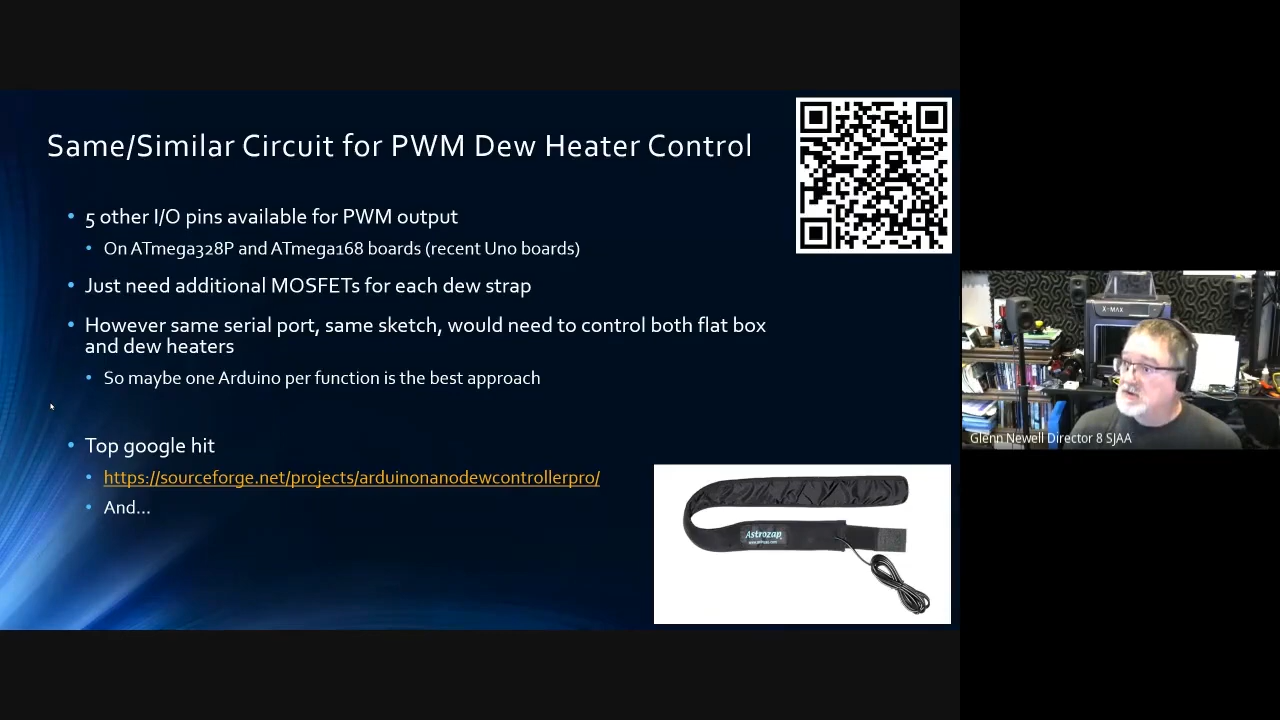 Same/Similar Circuit for PWM Dew Heater Control
5 other I/O pins available for PWM output
On ATmega328P and ATmega168 boards (recent Uno boards)
Just need additional MOSFETs for each dew strap
However same serial port, same sketch, would need to control both flat box
and dew heaters
So maybe one Arduino per function is the best approach
Top google hit
https://sourceforge.net/projects/arduinonanodewcontrollerpro/
And...
Astrozap
X-MAX
Glenn Newell Director 8 SJAA